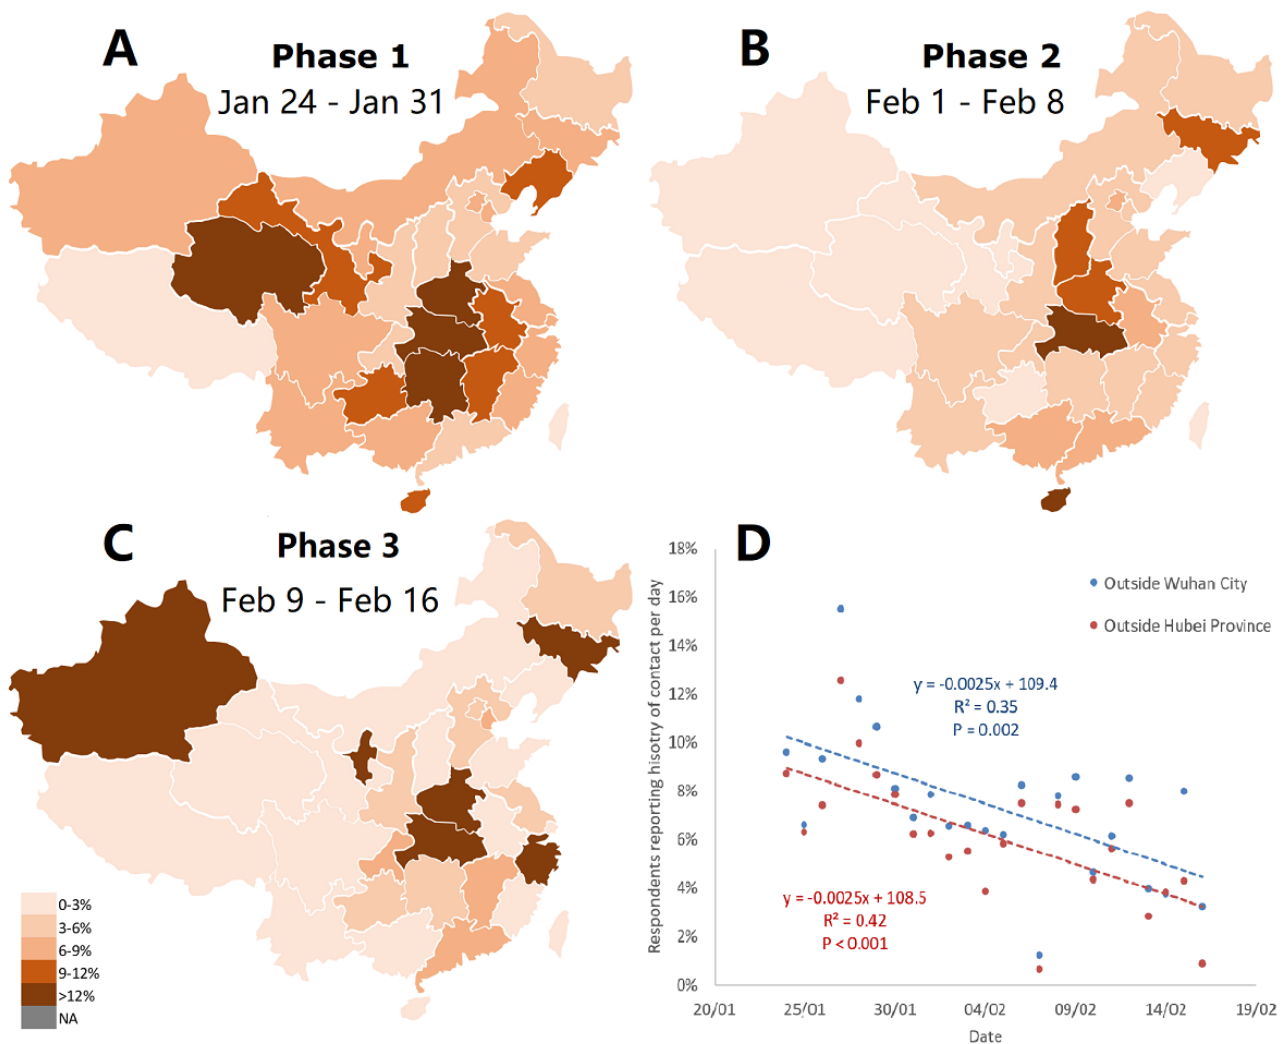 A
Phase 1
Jan 24 - Jan 31
B
Phase 2
Feb 1 - Feb 8
C
Phase 3
Feb 9 - Feb 16
0-3%
3-6%
6-9%
9-12%
>12%
NA
D
Respondents reporting hisotry of contact per day
18%
16%
14%
12%
10%
8%
6%
4%
2%
0%
Outside Wuhan City
Outside Hubei Province
y = -0.0025x + 109.4
R² = 0.35
P = 0.002
y = -0.0025x + 108.5
R² = 0.42
P < 0.001
20/01 25/01 30/01 04/02 09/02 14/02 19/02
Date